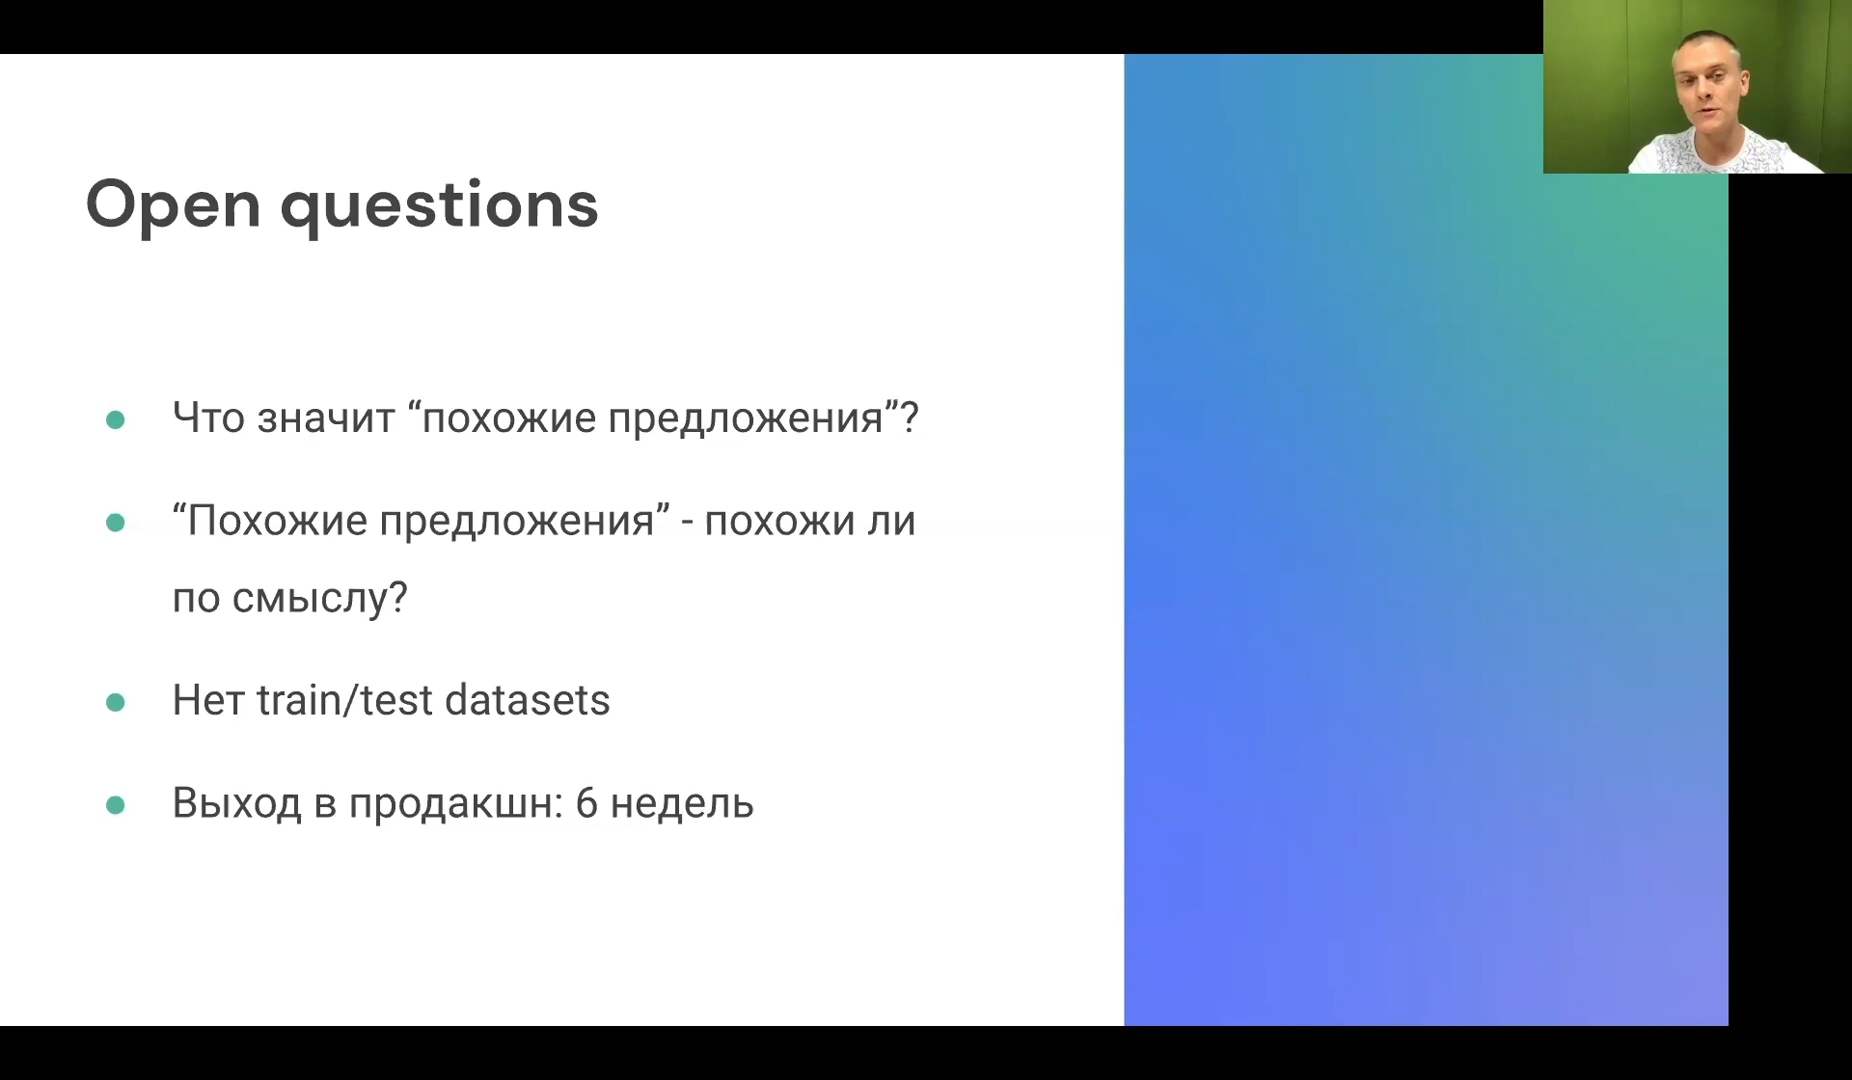 Open questions
Что значит “похожие предложения”?
“Похожие предложения” - похожи ли
по смыслу?
Нет train/test datasets
Выход в продакшн: 6 недель